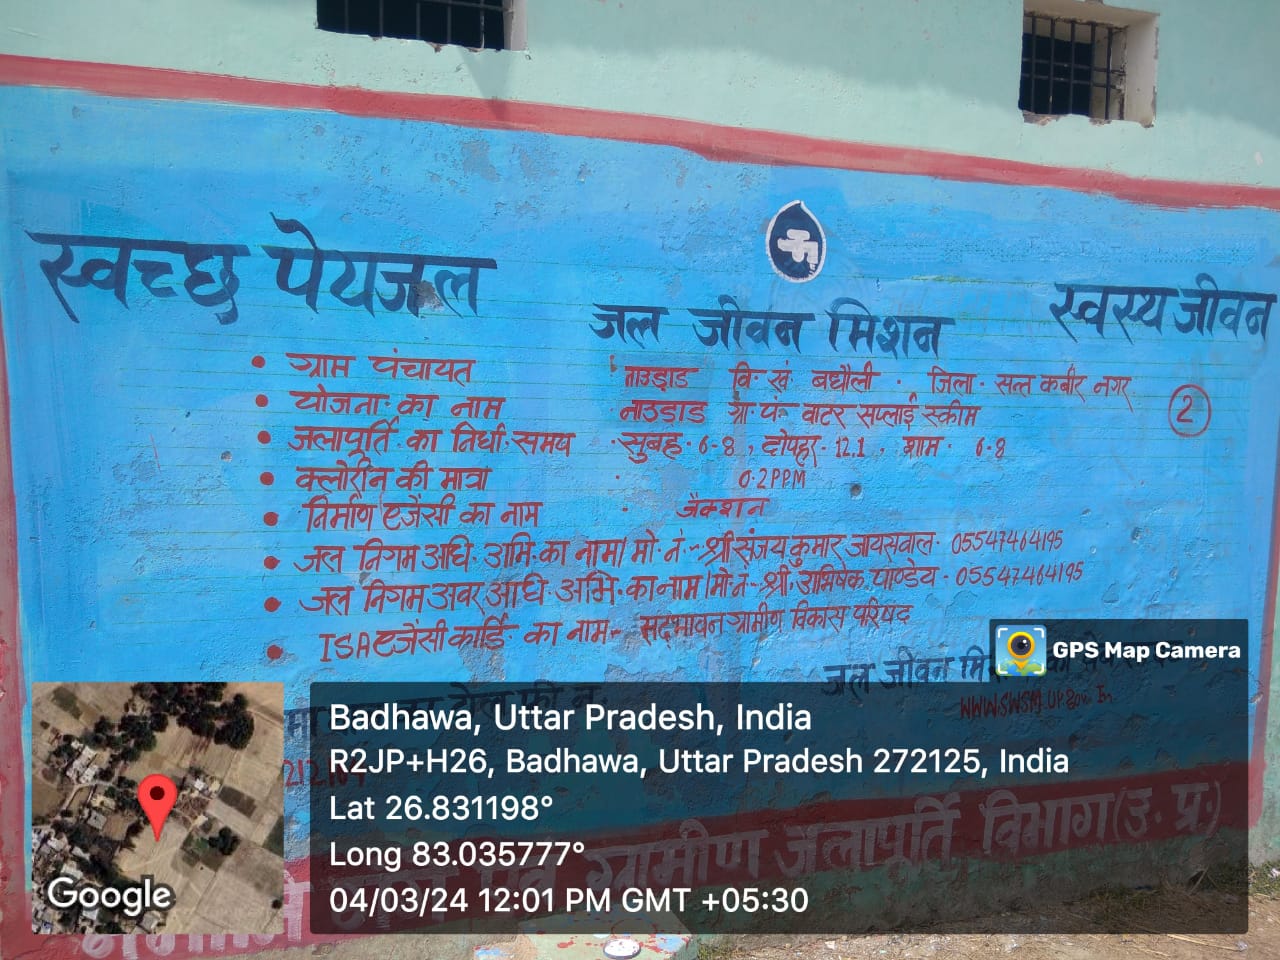 स्वच्छ पेयजल
जल जीवन मिशन
स्वस्य जीवन
• ग्राम पंचायत नाउड़ाड वि. खं. बघौली . जिला. सन्त कबीर नगर
2
• योजना. का नाम नाउड़ाड ग्रा. पं. वाटर सप्लाई स्कीम
• जलापूर्ति. का निर्धा. समय . सुबह. 6-8, दोपहर. 12.1, शाम. 6-8
• क्लोरीन की मात्रा . 0.2 PPM
• निर्माण एजेंसी का नाम . जैक्शन
• जल निगम अधि. अभि. का नाम/मो. नं.- श्री संजय कुमार जायसवाल. 05547464195
• जल निगम अवर अधि. अभि. का नाम/मो नं- श्री, अभिषेक पाण्डेय. 05547464195
• ISA एजेंसी कार्डि. का नाम- सद्भावन ग्रामीण विकास परिषद
जल जीवन
WWW.SWSM.UP.Gov.In
ग्रामीण जलापूर्ति विभाग (उ. प्र.)
GPS Map Camera
Badhawa, Uttar Pradesh, India
R2JP+H26, Badhawa, Uttar Pradesh 272125, India
Lat 26.831198°
Long 83.035777°
04/03/24 12:01 PM GMT +05:30
Google